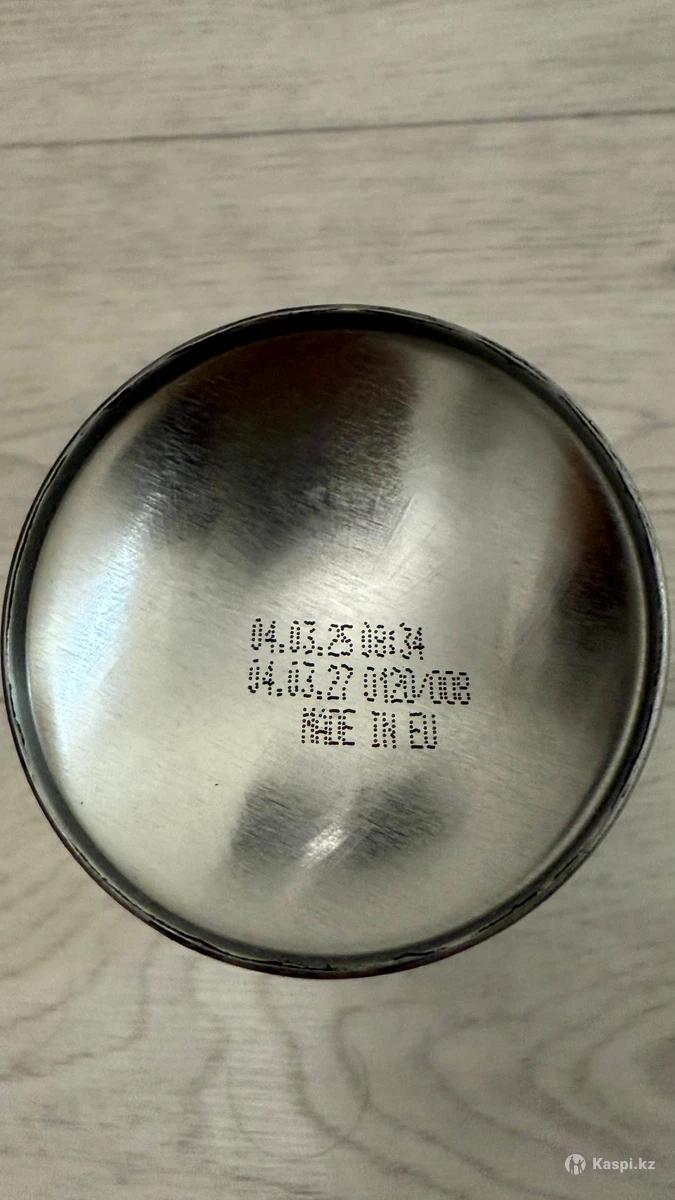 04.03.25 08:34
04.03.27 0120/008
MADE IN EU
Kaspi.kz